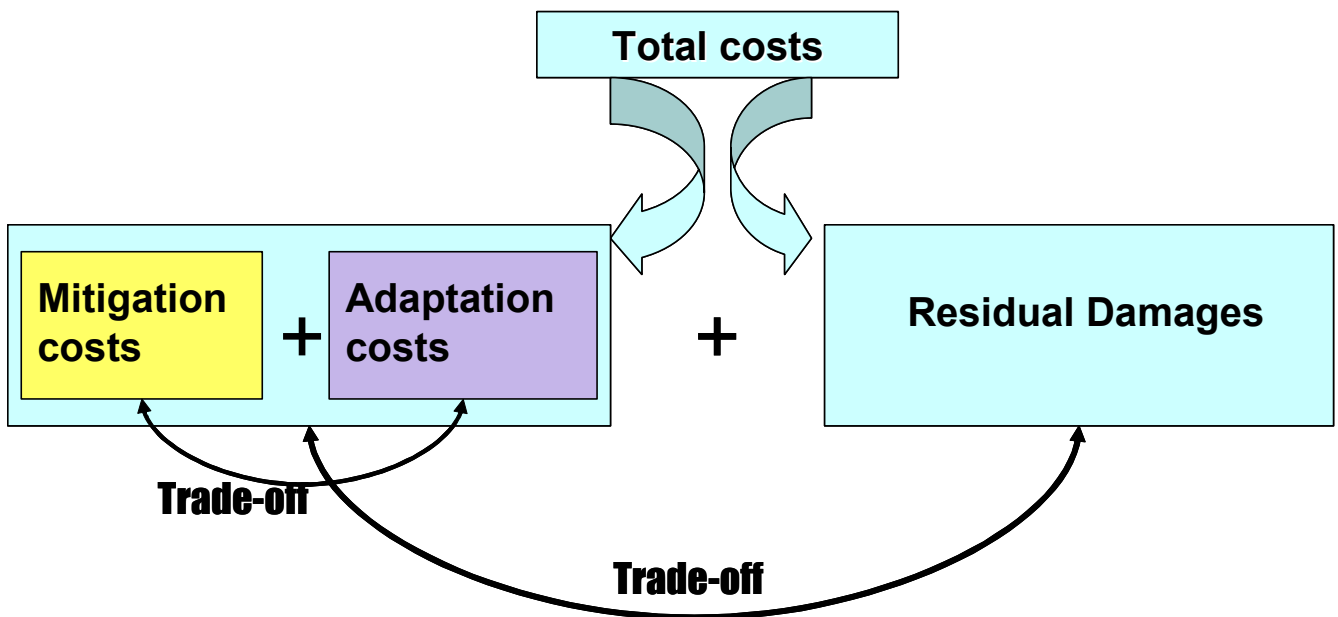 Total costs
Mitigation
costs
+
Adaptation
costs
+
Residual Damages
Trade-off
Trade-off